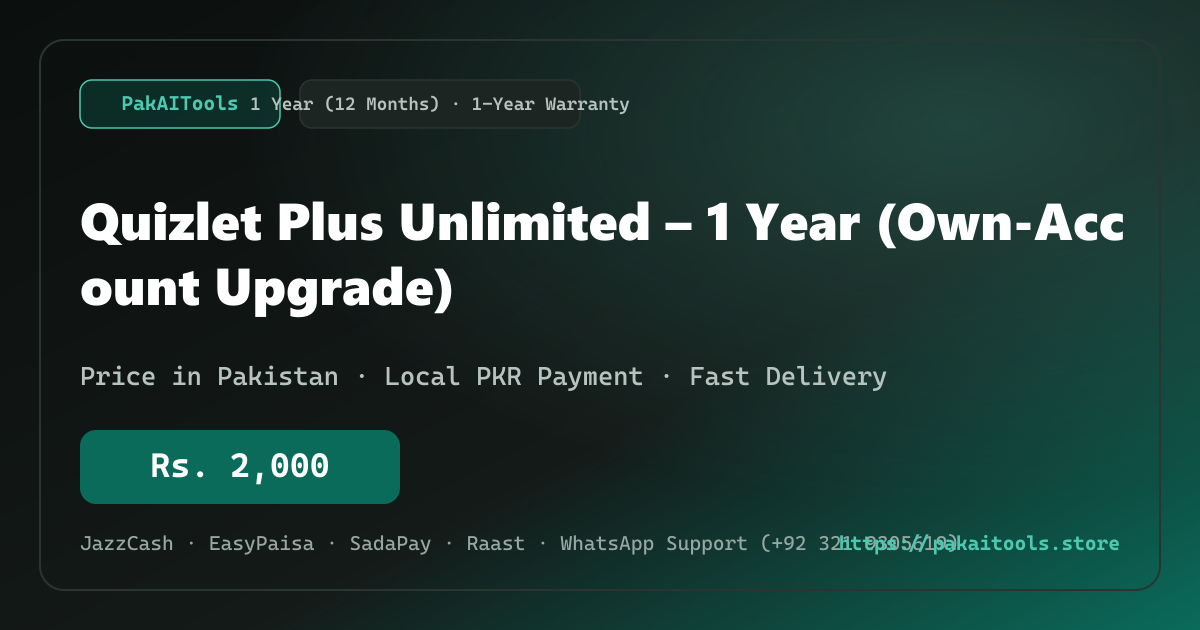 PakAITools 1 Year (12 Months) · 1-Year Warranty
Quizlet Plus Unlimited – 1 Year (Own-Acc
ount Upgrade)
Price in Pakistan · Local PKR Payment · Fast Delivery
Rs. 2,000
JazzCash · EasyPaisa · SadaPay · Raast · WhatsApp Support (+92 321 https://pakaitools.store